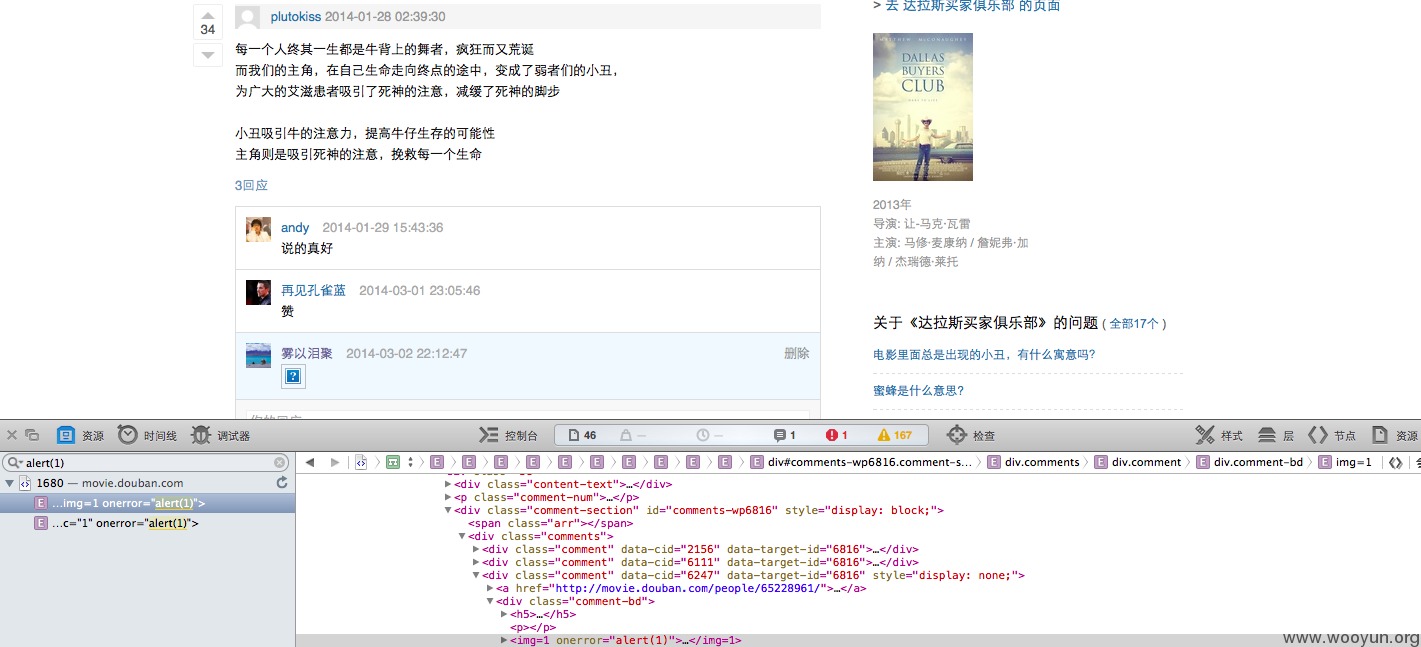 34
plutokiss 2014-01-28 02:39:30
每一个人终其一生都是牛背上的舞者，疯狂而又荒诞
而我们的主角，在自己生命走向终点的途中，变成了弱者们的小丑，
为广大的艾滋患者吸引了死神的注意，减缓了死神的脚步
小丑吸引牛的注意力，提高牛仔生存的可能性
主角则是吸引死神的注意，挽救每一个生命
3回应
andy 2014-01-29 15:43:36
说的真好
再见孔雀蓝 2014-03-01 23:05:46
赞
雾以泪聚 2014-03-02 22:12:47 删除
?
你的回应
> 去 达拉斯买家俱乐部 的页面
DALLAS
BUYERS
CLUB
2013年
导演: 让-马克·瓦雷
主演: 马修·麦康纳 / 詹妮弗·加
纳 / 杰瑞德·莱托
关于《达拉斯买家俱乐部》的问题 ( 全部17个 )
电影里面总是出现的小丑，有什么寓意吗?
蜜蜂是什么意思?
资源 时间线 调试器 控制台 46 — — 1 1 167 检查 样式 层 节点 资源
alert(1)
1680 — movie.douban.com
E ...img=1 onerror="alert(1)">
E ...c="1" onerror="alert(1)">
E E E E E E E E E E E div#comments-wp6816.comment-s... E div.comments E div.comment E div.comment-bd E img=1
<div class="content-text">…</div>
<p class="comment-num">…</p>
<div class="comment-section" id="comments-wp6816" style="display: block;">
<span class="arr"></span>
<div class="comments">
<div class="comment" data-cid="2156" data-target-id="6816">…</div>
<div class="comment" data-cid="6111" data-target-id="6816">…</div>
<div class="comment" data-cid="6247" data-target-id="6816" style="display: none;">
<a href="http://movie.douban.com/people/65228961/">…</a>
<div class="comment-bd">
<h5>…</h5>
<p></p>
<img=1 onerror="alert(1)">…</img=1>
www.wooyun.org